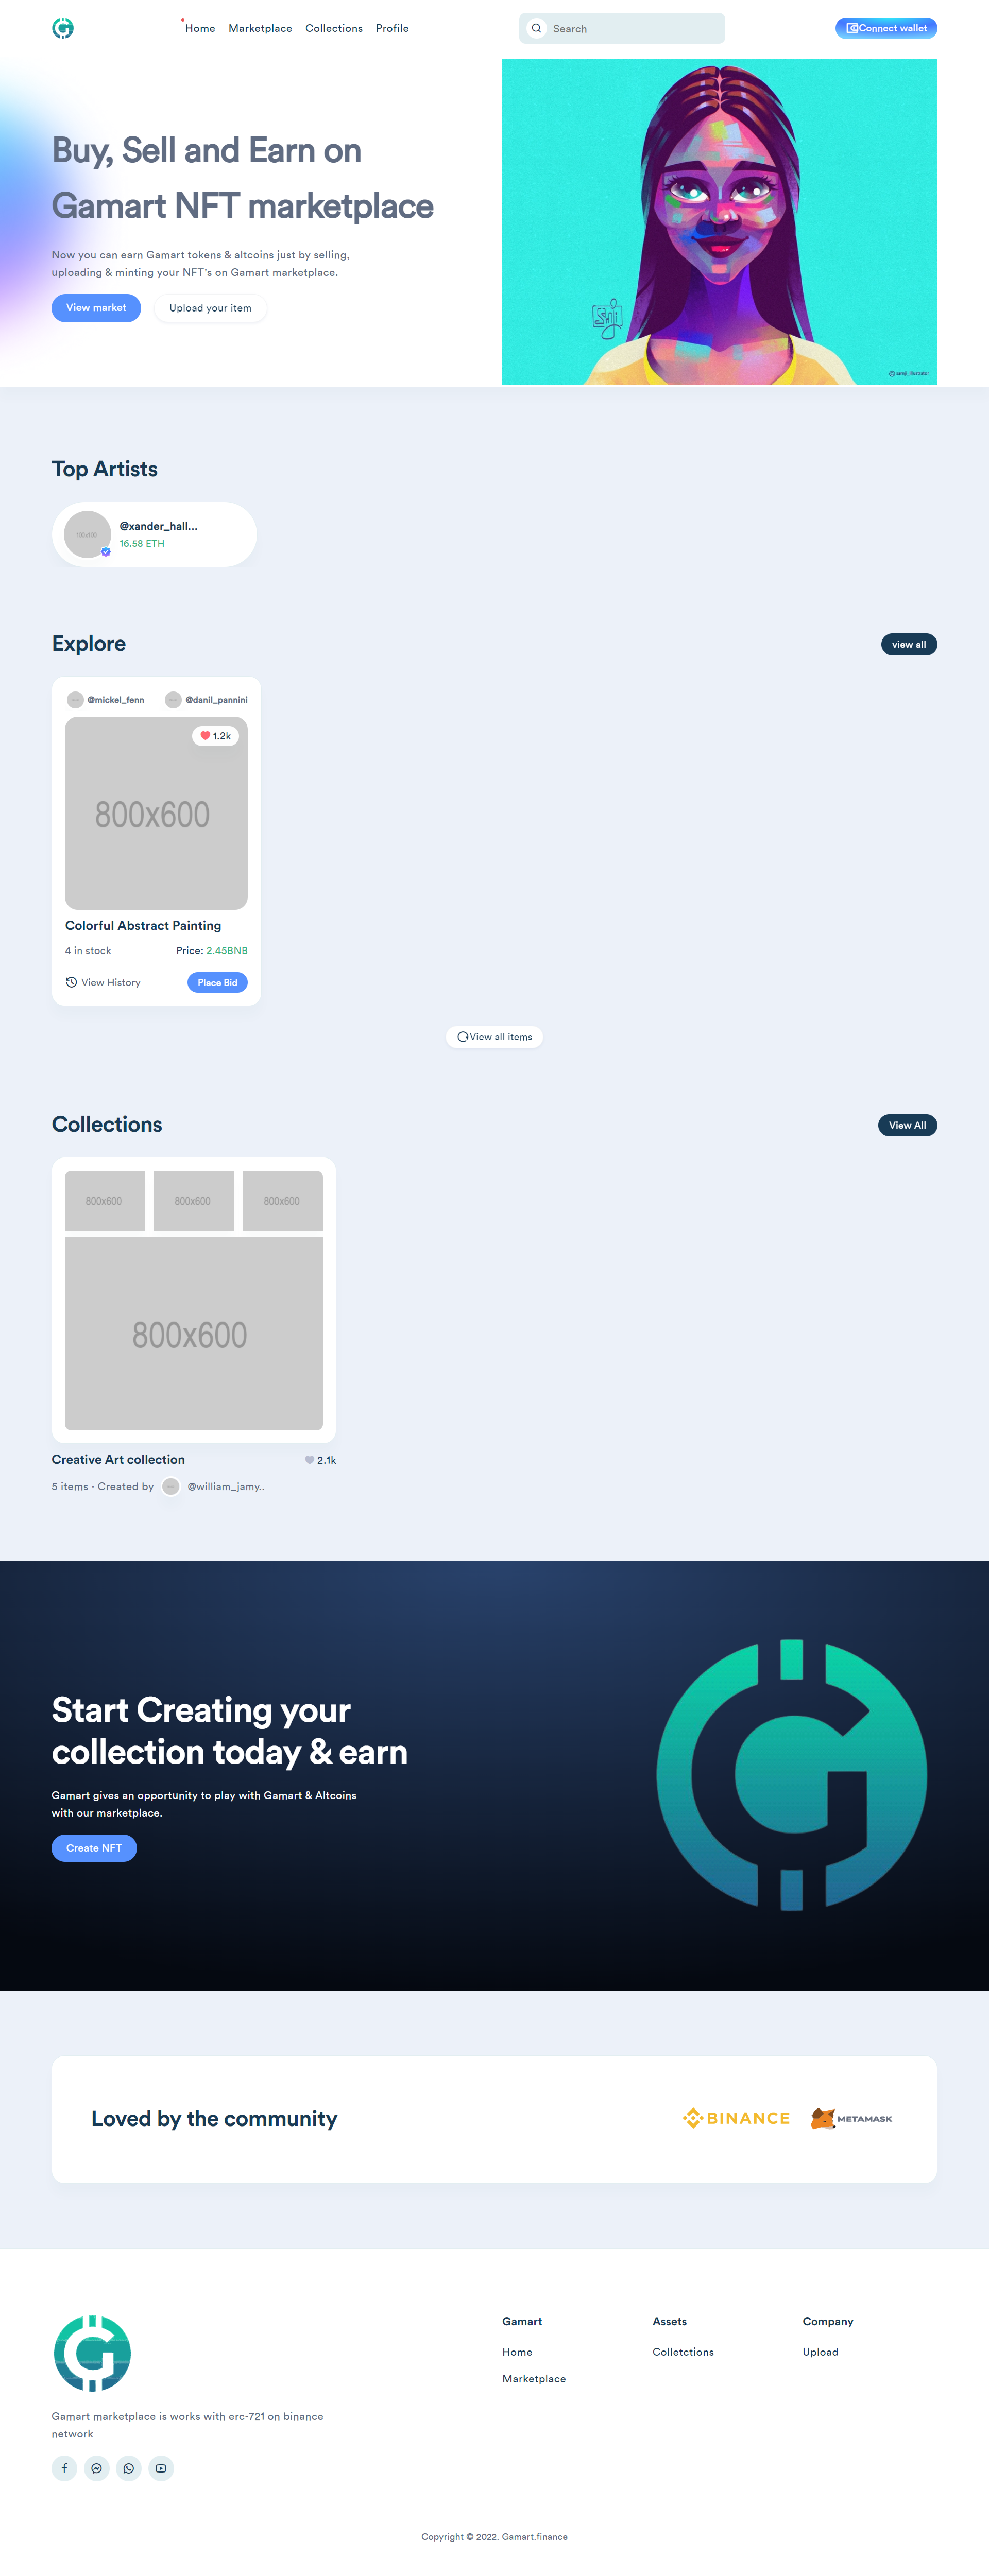 Home Marketplace Collections Profile
Search
Connect wallet
Buy, Sell and Earn on
Gamart NFT marketplace
Now you can earn Gamart tokens & altcoins just by selling,
uploading & minting your NFT's on Gamart marketplace.
View market
Upload your item
Top Artists
100x100
@xander_hall...
16.58 ETH
Explore
view all
@mickel_fenn
@danil_pannini
1.2k
800x600
Colorful Abstract Painting
4 in stock
Price: 2.45BNB
View History
Place Bid
View all items
Collections
View All
800x600
800x600
800x600
800x600
Creative Art collection
2.1k
5 items · Created by @william_jamy..
Start Creating your
collection today & earn
Gamart gives an opportunity to play with Gamart & Altcoins
with our marketplace.
Create NFT
Loved by the community
BINANCE
METAMASK
Gamart
Assets
Company
Home
Colletctions
Upload
Marketplace
Gamart marketplace is works with erc-721 on binance
network
Copyright © 2022. Gamart.finance